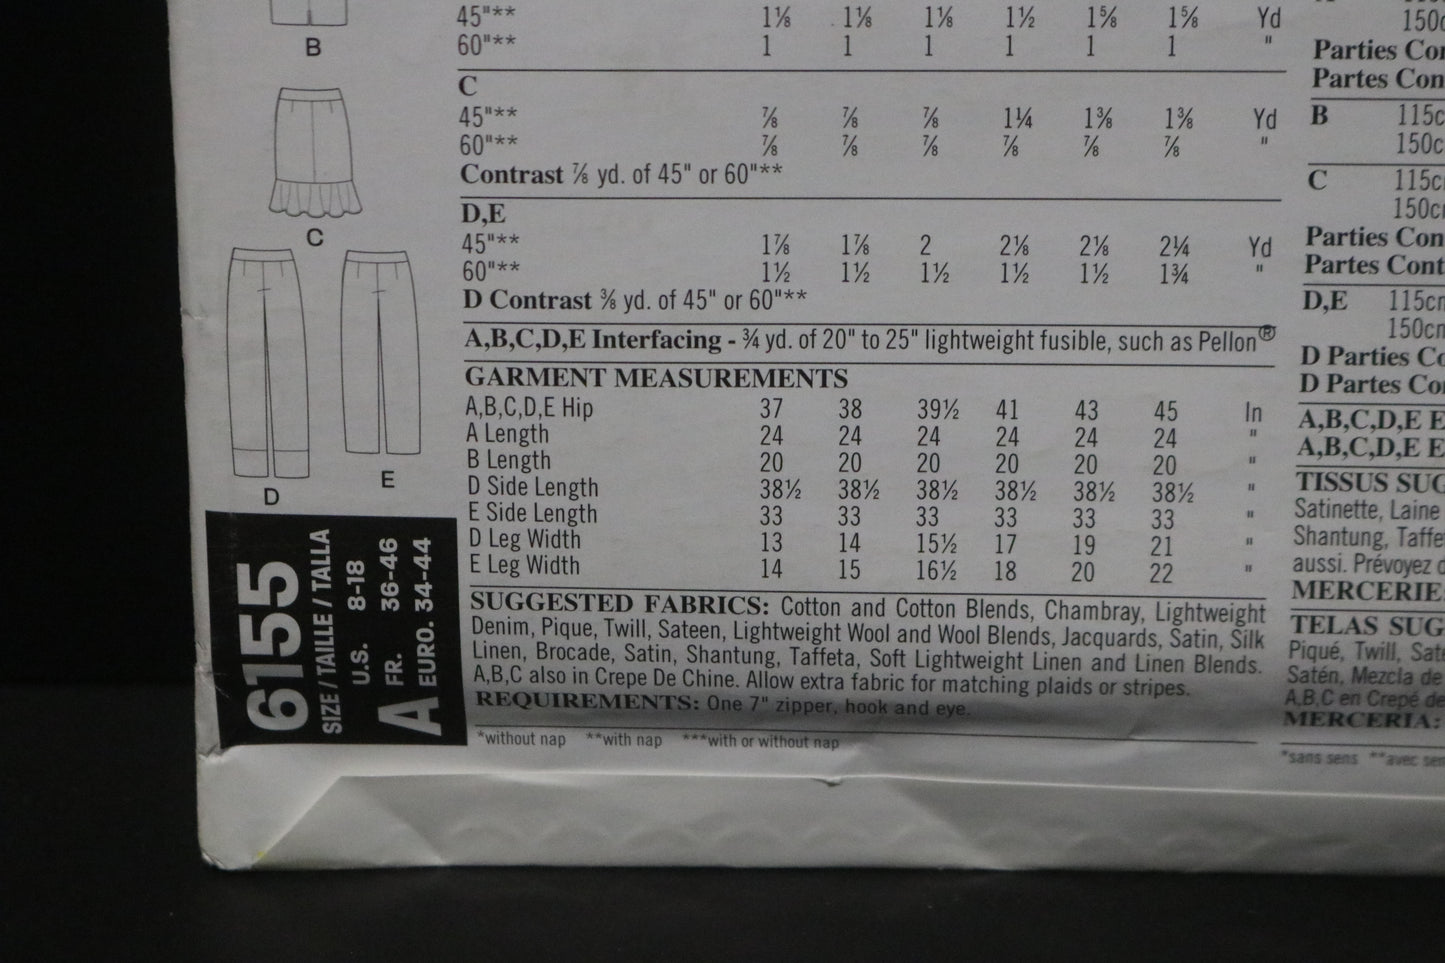 B
C
D
E
6155
SIZE / TAILLE / TALLA
U.S. 8-18
FR. 36-46
A EURO. 34-44
45"** 1⅛ 1⅛ 1⅛ 1½ 1⅝ 1⅝ Yd
60"** 1 1 1 1 1 1 "
C
45"** ⅞ ⅞ ⅞ 1¼ 1⅜ 1⅜ Yd
60"** ⅞ ⅞ ⅞ ⅞ ⅞ ⅞ "
Contrast ⅞ yd. of 45" or 60"**
D,E
45"** 1⅞ 1⅞ 2 2⅛ 2⅛ 2¼ Yd
60"** 1½ 1½ 1½ 1½ 1½ 1¾ "
D Contrast ⅜ yd. of 45" or 60"**
A,B,C,D,E Interfacing - ¾ yd. of 20" to 25" lightweight fusible, such as Pellon®
GARMENT MEASUREMENTS
A,B,C,D,E Hip 37 38 39½ 41 43 45 In
A Length 24 24 24 24 24 24 "
B Length 20 20 20 20 20 20 "
D Side Length 38½ 38½ 38½ 38½ 38½ 38½ "
E Side Length 33 33 33 33 33 33 "
D Leg Width 13 14 15½ 17 19 21 "
E Leg Width 14 15 16½ 18 20 22 "
SUGGESTED FABRICS: Cotton and Cotton Blends, Chambray, Lightweight
Denim, Pique, Twill, Sateen, Lightweight Wool and Wool Blends, Jacquards, Satin, Silk
Linen, Brocade, Satin, Shantung, Taffeta, Soft Lightweight Linen and Linen Blends.
A,B,C also in Crepe De Chine. Allow extra fabric for matching plaids or stripes.
REQUIREMENTS: One 7" zipper, hook and eye.
*without nap **with nap ***with or without nap
150c
Parties Con
Partes Con
B 115c
150c
C 115c
150c
Parties Con
Partes Cont
D,E 115c
150c
D Parties Co
D Partes Co
A,B,C,D,E E
A,B,C,D,E E
TISSUS SUG
Satinette, Laine
Shantung, Taffe
aussi. Prévoyez d
MERCERIE
TELAS SUG
Piqué, Twill, Sat
Satén, Mezcla de
A,B,C en Crepé de
MERCERIA:
*sans sens **avec sen